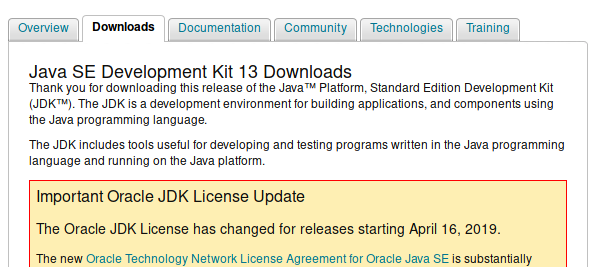 Overview Downloads Documentation Community Technologies Training
Java SE Development Kit 13 Downloads
Thank you for downloading this release of the Java™ Platform, Standard Edition Development Kit
(JDK™). The JDK is a development environment for building applications, and components using
the Java programming language.
The JDK includes tools useful for developing and testing programs written in the Java programming
language and running on the Java platform.
Important Oracle JDK License Update
The Oracle JDK License has changed for releases starting April 16, 2019.
The new Oracle Technology Network License Agreement for Oracle Java SE is substantially